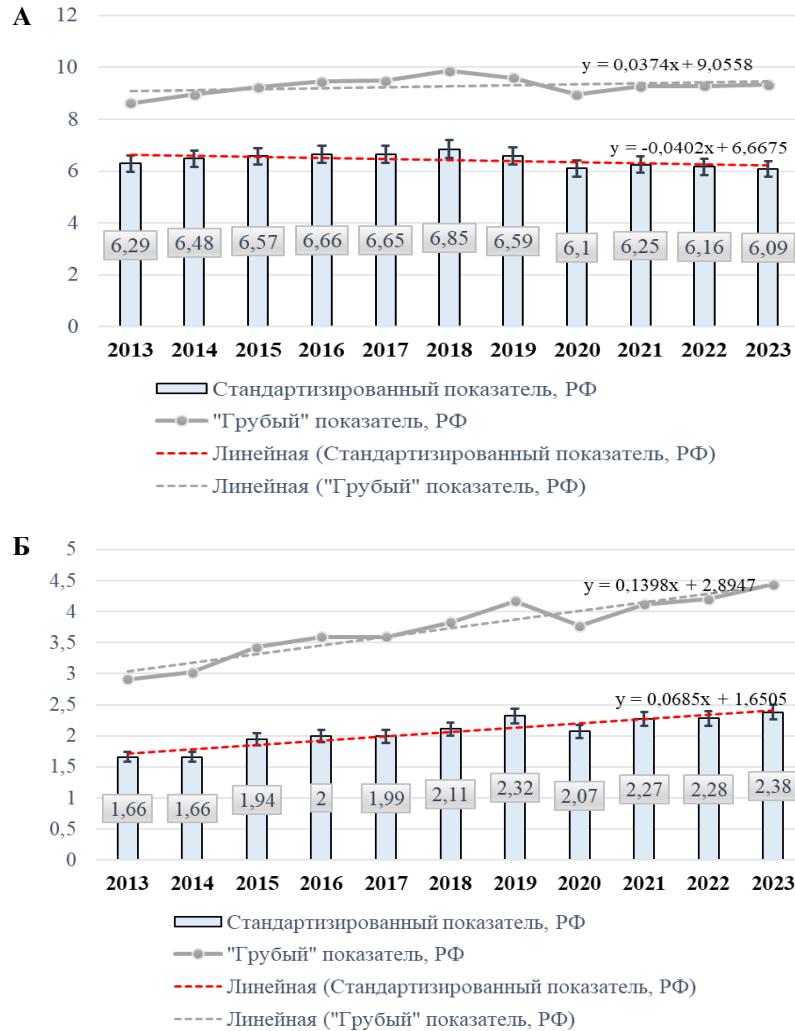 А
12
10
8
6
4
2
0
y = 0,0374x + 9,0558
y = -0,0402x + 6,6675
6,29 6,48 6,57 6,66 6,65 6,85 6,59 6,1 6,25 6,16 6,09
2013 2014 2015 2016 2017 2018 2019 2020 2021 2022 2023
Стандартизированный показатель, РФ
"Грубый" показатель, РФ
Линейная (Стандартизированный показатель, РФ)
Линейная ("Грубый" показатель, РФ)
Б
5
4,5
4
3,5
3
2,5
2
1,5
1
0,5
0
y = 0,1398x + 2,8947
y = 0,0685x + 1,6505
1,66 1,66 1,94 2 1,99 2,11 2,32 2,07 2,27 2,28 2,38
2013 2014 2015 2016 2017 2018 2019 2020 2021 2022 2023
Стандартизированный показатель, РФ
"Грубый" показатель, РФ
Линейная (Стандартизированный показатель, РФ)
Линейная ("Грубый" показатель, РФ)